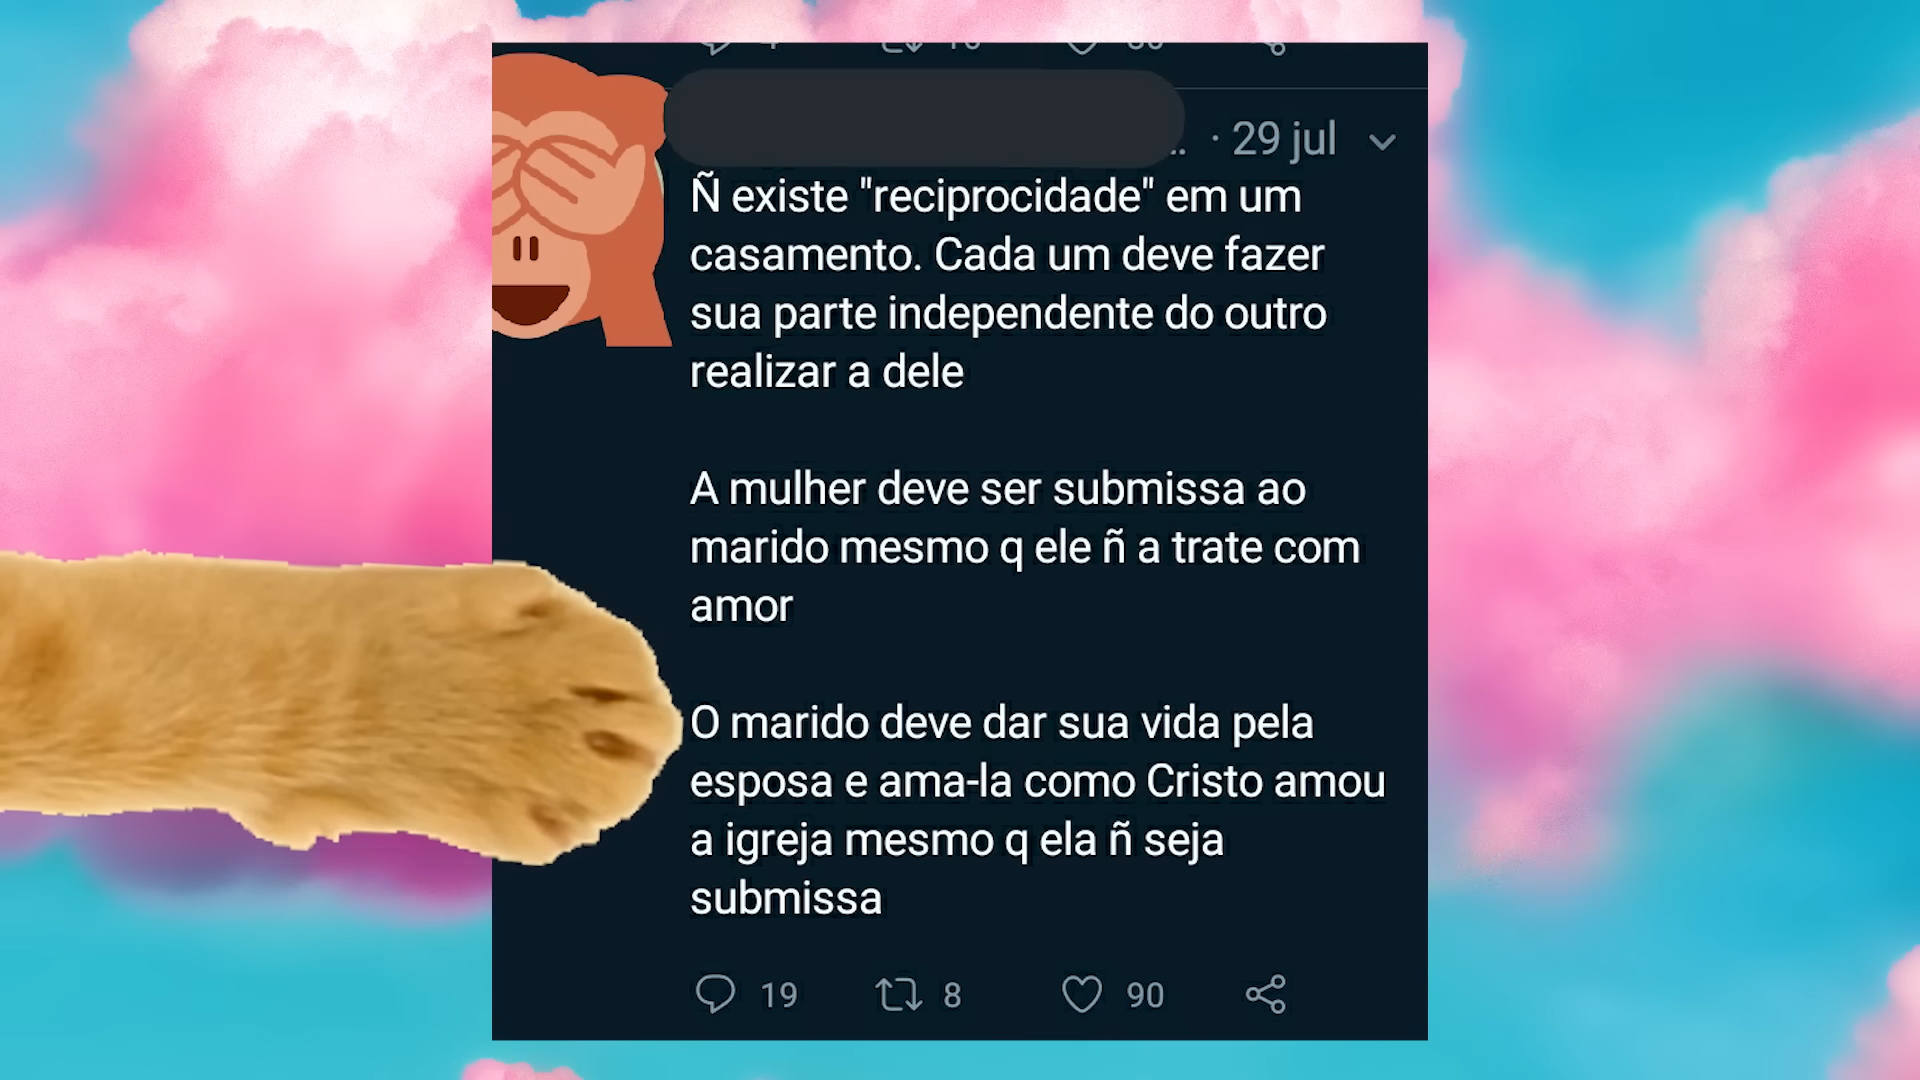 .. · 29 jul
Ñ existe "reciprocidade" em um
casamento. Cada um deve fazer
sua parte independente do outro
realizar a dele
A mulher deve ser submissa ao
marido mesmo q ele ñ a trate com
amor
O marido deve dar sua vida pela
esposa e ama-la como Cristo amou
a igreja mesmo q ela ñ seja
submissa
19 8 90